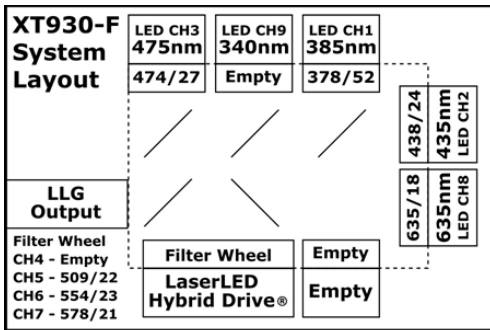 XT930-F
System
Layout
LED CH3
475nm
474/27
LED CH9
340nm
Empty
LED CH1
385nm
378/52
438/24
435nm
LED CH2
635/18
635nm
LED CH8
LLG
Output
Filter Wheel
CH4 - Empty
CH5 - 509/22
CH6 - 554/23
CH7 - 578/21
Filter Wheel
LaserLED
Hybrid Drive®
Empty
Empty